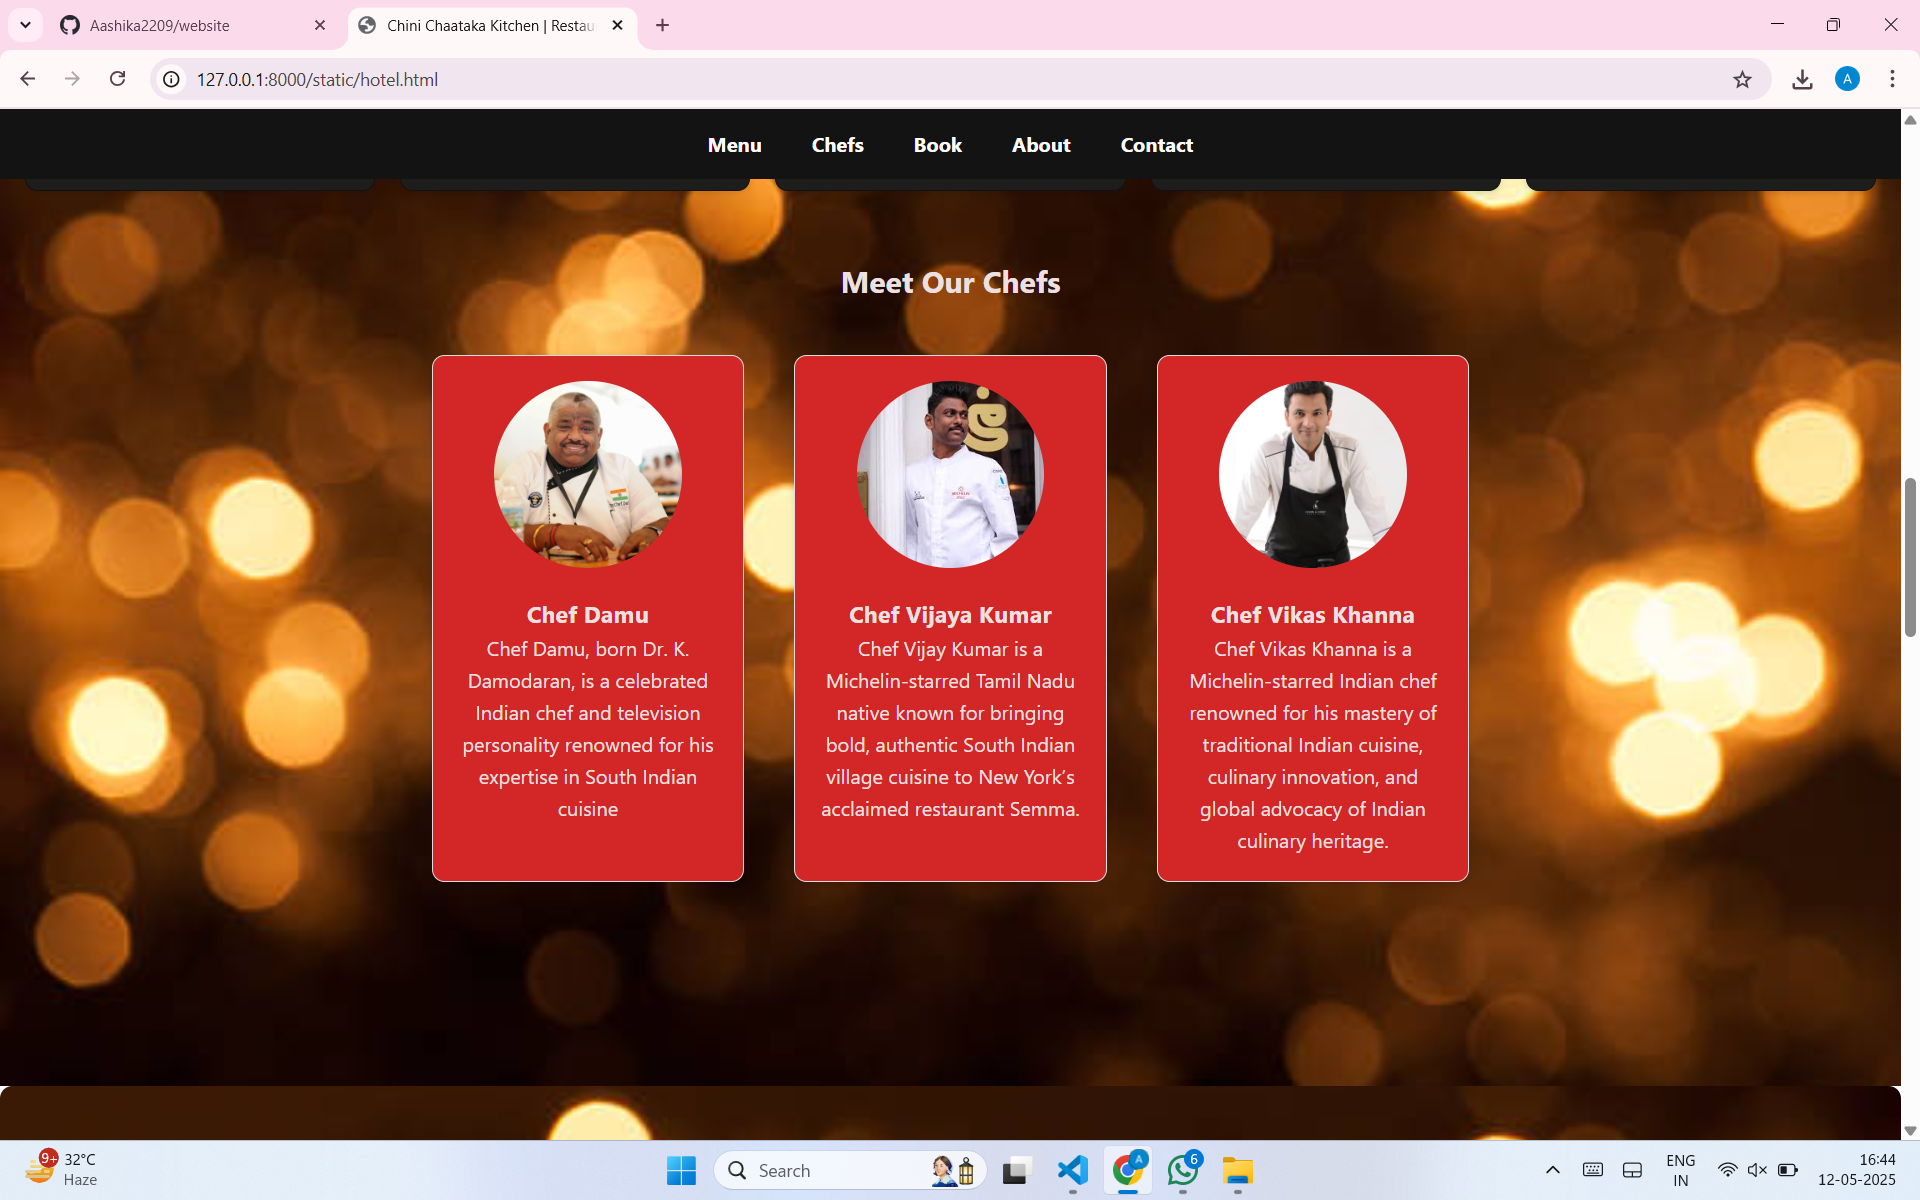 Aashika2209/website
Chini Chaataka Kitchen | Restau
127.0.0.1:8000/static/hotel.html
A
Menu
Chefs
Book
About
Contact
Meet Our Chefs
Chef Damu
Chef Damu, born Dr. K.
Damodaran, is a celebrated
Indian chef and television
personality renowned for his
expertise in South Indian
cuisine
Chef Vijaya Kumar
Chef Vijay Kumar is a
Michelin-starred Tamil Nadu
native known for bringing
bold, authentic South Indian
village cuisine to New York’s
acclaimed restaurant Semma.
Chef Vikas Khanna
Chef Vikas Khanna is a
Michelin-starred Indian chef
renowned for his mastery of
traditional Indian cuisine,
culinary innovation, and
global advocacy of Indian
culinary heritage.
9+
32°C
Haze
Search
A
6
ENG
IN
16:44
12-05-2025